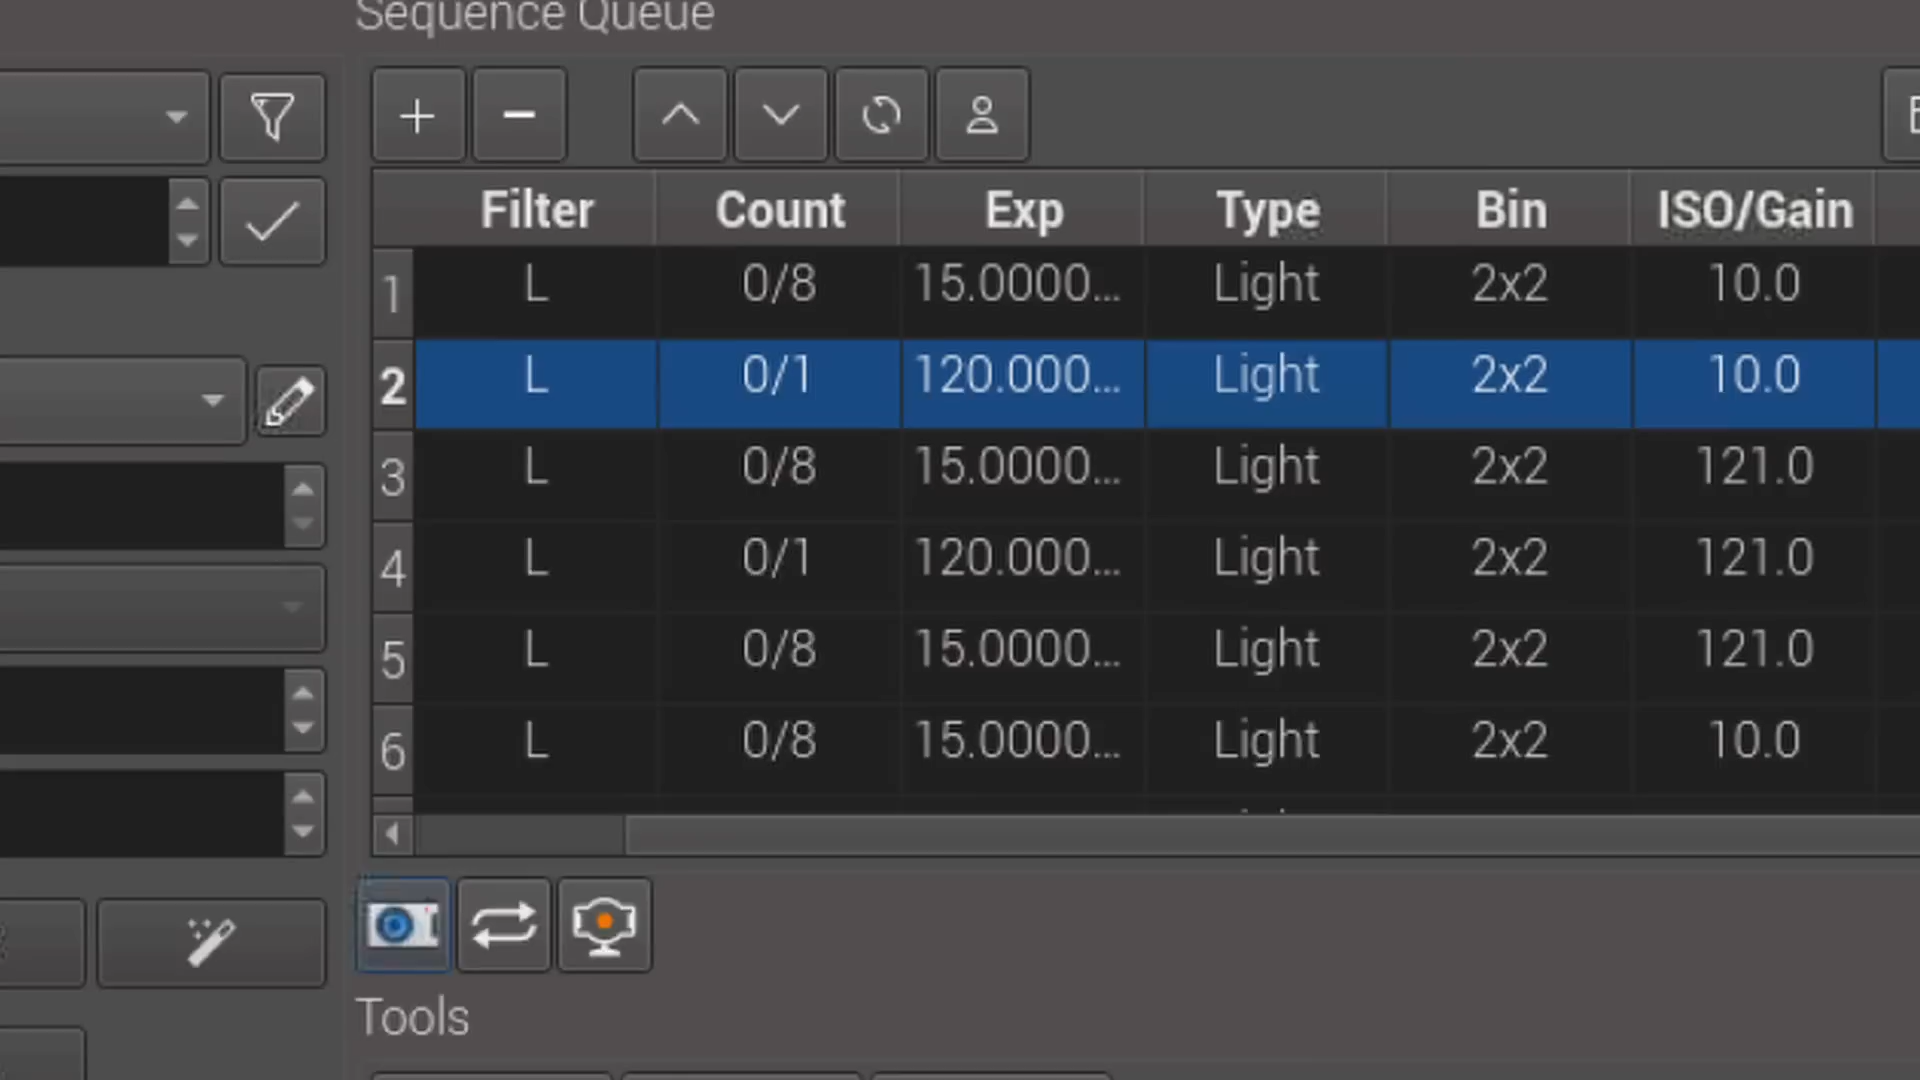 Sequence Queue
Filter Count Exp Type Bin ISO/Gain
1 L 0/8 15.0000... Light 2x2 10.0
2 L 0/1 120.000... Light 2x2 10.0
3 L 0/8 15.0000... Light 2x2 121.0
4 L 0/1 120.000... Light 2x2 121.0
5 L 0/8 15.0000... Light 2x2 121.0
6 L 0/8 15.0000... Light 2x2 10.0
Tools